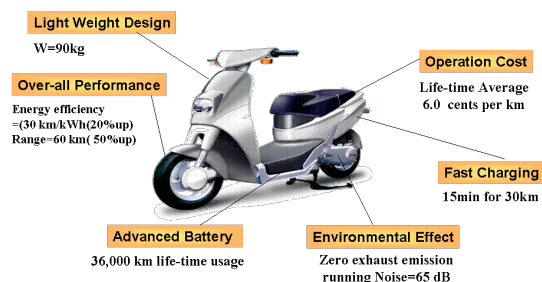 Light Weight Design
W=90kg
Over-all Performance
Energy efficiency
=(30 km/kWh(20%up)
Range=60 km( 50%up)
Operation Cost
Life-time Average
6.0 cents per km
Fast Charging
15min for 30km
Advanced Battery
36,000 km life-time usage
Environmental Effect
Zero exhaust emission
running Noise=65 dB